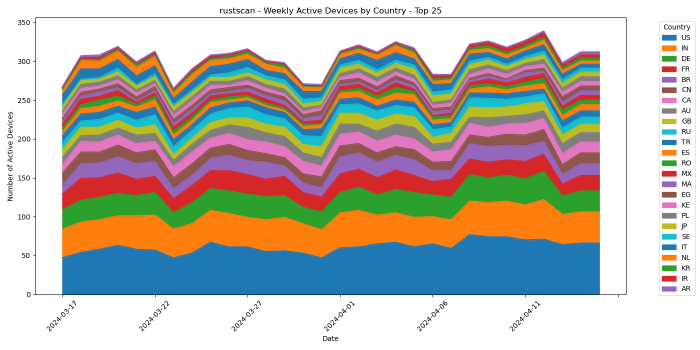 rustscan - Weekly Active Devices by Country - Top 25
Number of Active Devices
350
300
250
200
150
100
50
0
2024-03-17
2024-03-22
2024-03-27
2024-04-01
2024-04-06
2024-04-11
Date
Country
US
IN
DE
FR
BR
CN
CA
AU
GB
RU
TR
ES
RO
MX
MA
EG
KE
PL
JP
SE
IT
NL
KR
IR
AR